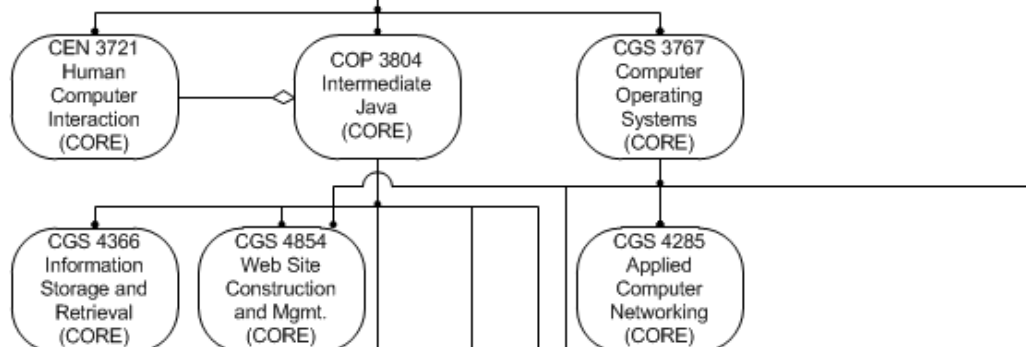 CEN 3721
Human
Computer
Interaction
(CORE)
COP 3804
Intermediate
Java
(CORE)
CGS 3767
Computer
Operating
Systems
(CORE)
CGS 4366
Information
Storage and
Retrieval
(CORE)
CGS 4854
Web Site
Construction
and Mgmt.
(CORE)
CGS 4285
Applied
Computer
Networking
(CORE)